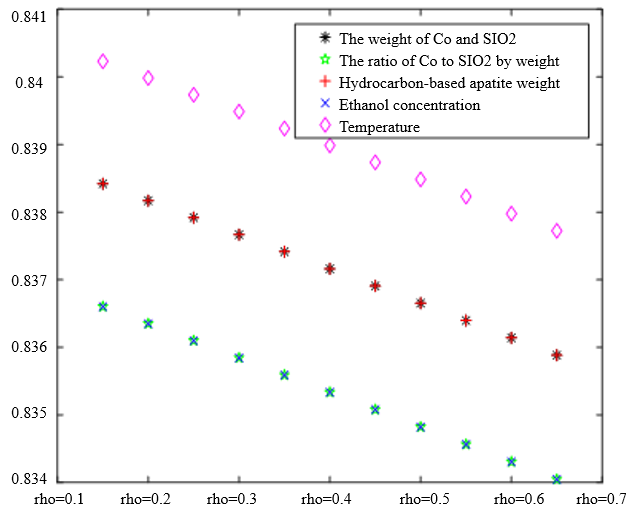 0.841
0.84
0.839
0.838
0.837
0.836
0.835
0.834
The weight of Co and SIO2
The ratio of Co to SIO2 by weight
Hydrocarbon-based apatite weight
Ethanol concentration
Temperature
rho=0.1 rho=0.2 rho=0.3 rho=0.4 rho=0.5 rho=0.6 rho=0.7